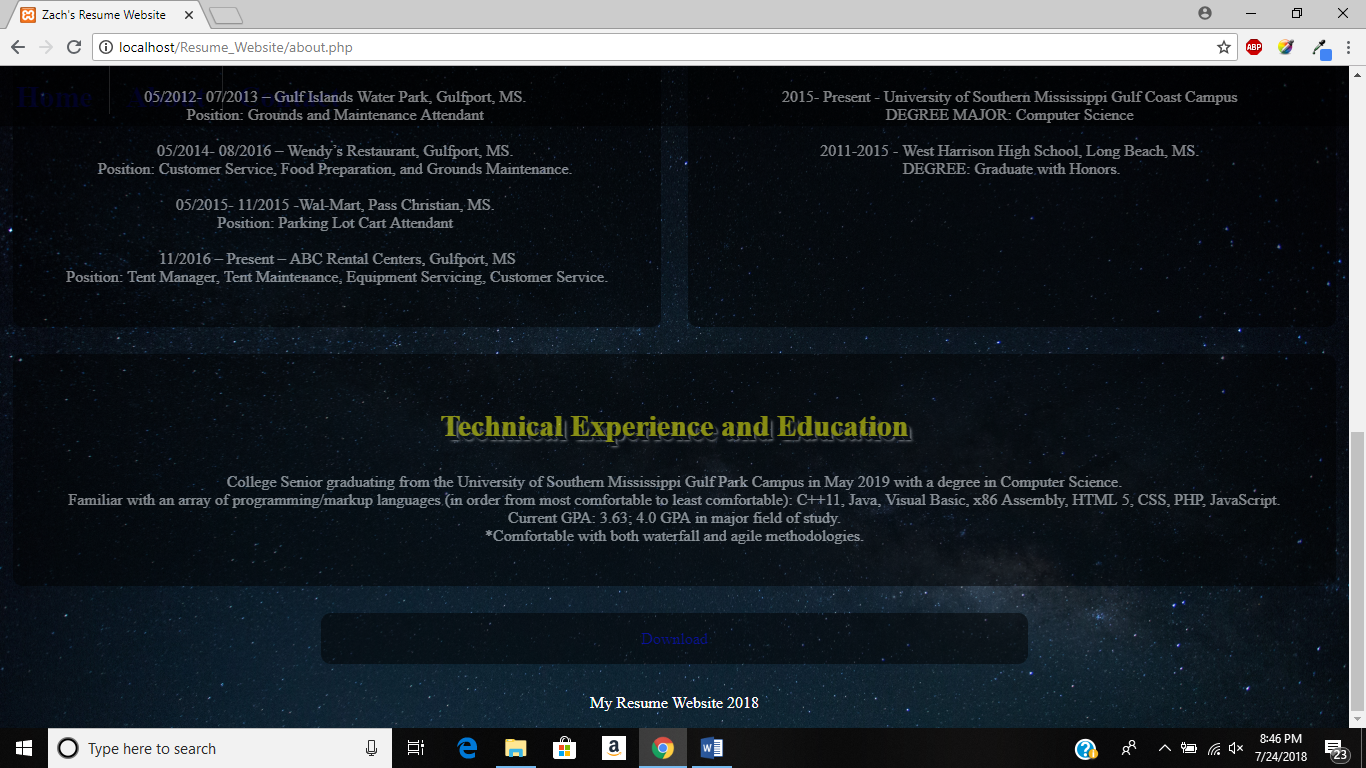 Zach's Resume Website
localhost/Resume_Website/about.php
ABP
Home
05/2012- 07/2013 – Gulf Islands Water Park, Gulfport, MS.
Position: Grounds and Maintenance Attendant
05/2014- 08/2016 – Wendy's Restaurant, Gulfport, MS.
Position: Customer Service, Food Preparation, and Grounds Maintenance.
05/2015- 11/2015 -Wal-Mart, Pass Christian, MS.
Position: Parking Lot Cart Attendant
11/2016 – Present – ABC Rental Centers, Gulfport, MS
Position: Tent Manager, Tent Maintenance, Equipment Servicing, Customer Service.
2015- Present - University of Southern Mississippi Gulf Coast Campus
DEGREE MAJOR: Computer Science
2011-2015 - West Harrison High School, Long Beach, MS.
DEGREE: Graduate with Honors.
Technical Experience and Education
College Senior graduating from the University of Southern Mississippi Gulf Park Campus in May 2019 with a degree in Computer Science.
Familiar with an array of programming/markup languages (in order from most comfortable to least comfortable): C++11, Java, Visual Basic, x86 Assembly, HTML 5, CSS, PHP, JavaScript.
Current GPA: 3.63; 4.0 GPA in major field of study.
*Comfortable with both waterfall and agile methodologies.
Download:
My Resume Website 2018
Type here to search
8:46 PM
7/24/2018
23